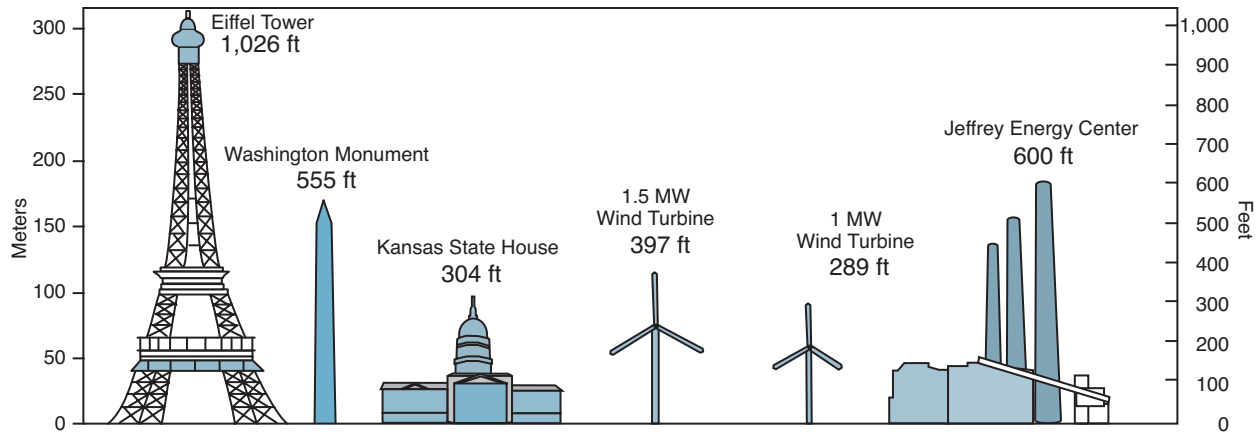 Eiffel Tower
1,026 ft
Washington Monument
555 ft
Kansas State House
304 ft
1.5 MW
Wind Turbine
397 ft
1 MW
Wind Turbine
289 ft
Jeffrey Energy Center
600 ft
Meters
300
250
200
150
100
50
0
Feet
1,000
900
800
700
600
500
400
300
200
100
0